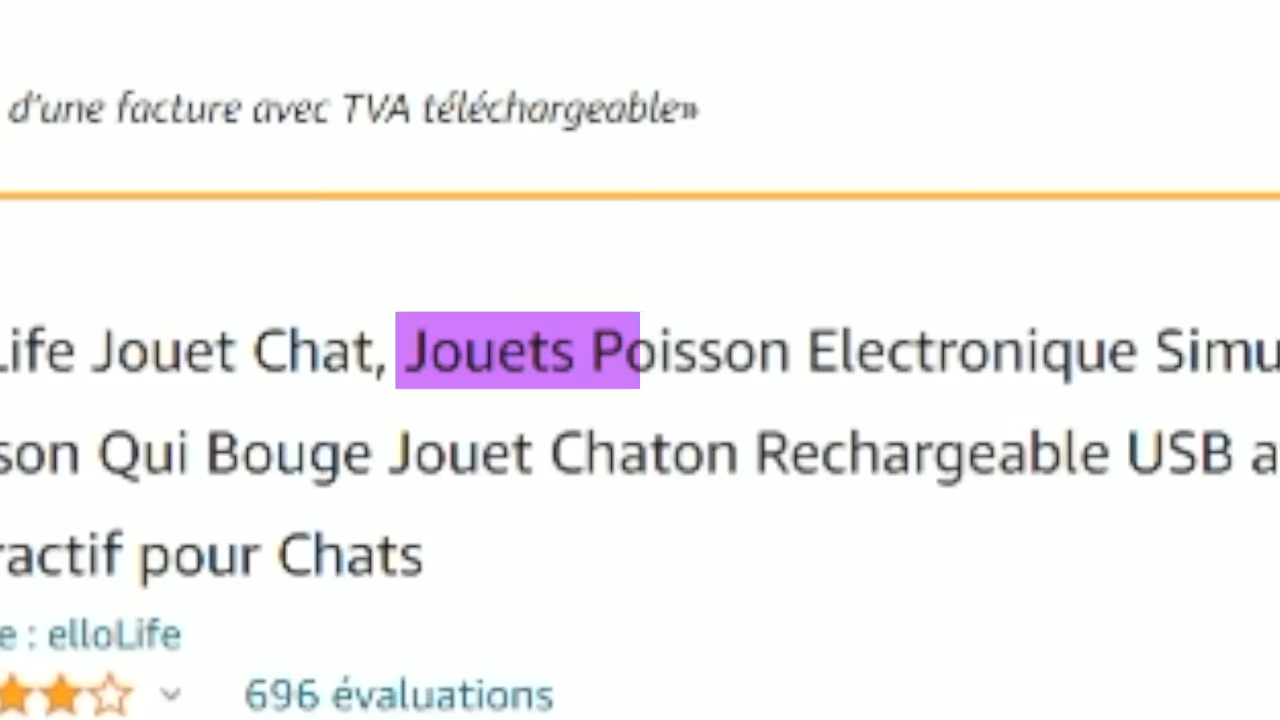 d'une facture avec TVA téléchargeable»
Life Jouet Chat, Jouets Poisson Electronique Simu
son Qui Bouge Jouet Chaton Rechargeable USB a
ractif pour Chats
e : elloLife
696 évaluations